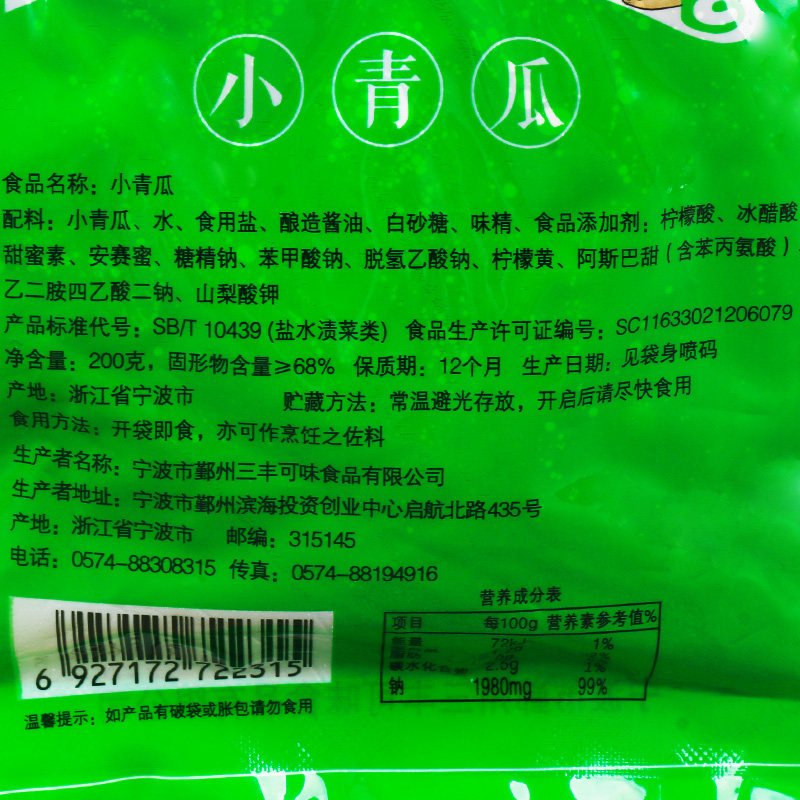 小青瓜
食品名称：小青瓜
配料：小青瓜、水、食用盐、酿造酱油、白砂糖、味精、食品添加剂：柠檬酸、冰醋酸
甜蜜素、安赛蜜、糖精钠、苯甲酸钠、脱氢乙酸钠、柠檬黄、阿斯巴甜（含苯丙氨酸）
乙二胺四乙酸二钠、山梨酸钾
产品标准代号：SB/T 10439 (盐水渍菜类) 食品生产许可证编号：SC11633021206079
净含量：200克，固形物含量≥68% 保质期：12个月 生产日期：见袋身喷码
产地：浙江省宁波市 贮藏方法：常温避光存放，开启后请尽快食用
食用方法：开袋即食，亦可作烹饪之佐料
生产者名称：宁波市鄞州三丰可味食品有限公司
生产者地址：宁波市鄞州滨海投资创业中心启航北路435号
产地：浙江省宁波市 邮编：315145
电话：0574-88308315 传真：0574-88194916
营养成分表
项目 每100g 营养素参考值%
能量 1%
碳水化合物 2.6g 1%
钠 1980mg 99%
6 927172 722315
温馨提示：如产品有破袋或胀包请勿食用